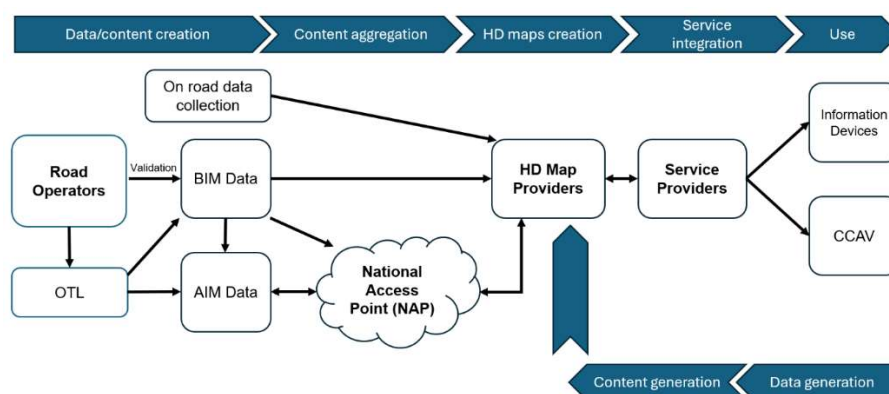 Data/content creation
Content aggregation
HD maps creation
Service
integration
Use
On road data
collection
Information
Devices
Road
Operators
Validation
BIM Data
HD Map
Providers
Service
Providers
OTL
AIM Data
National
Access
Point (NAP)
CCAV
Content generation
Data generation